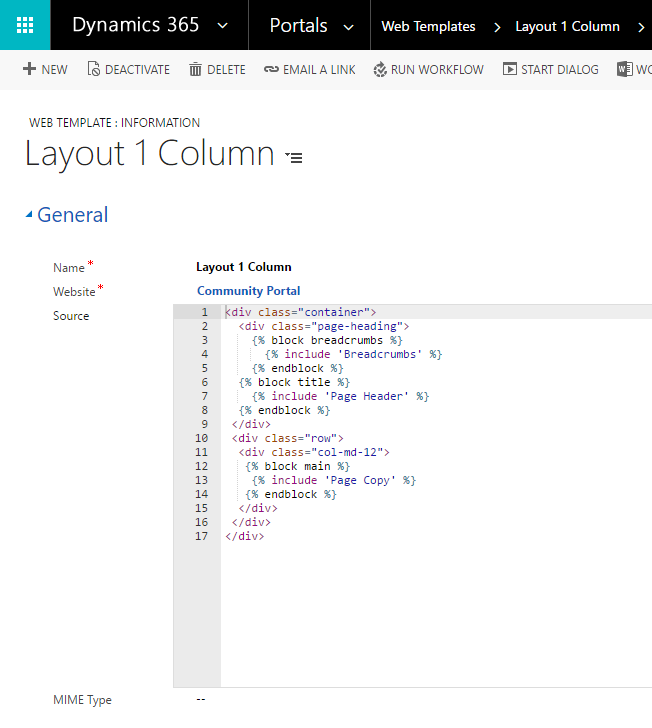 Dynamics 365 Portals Web Templates Layout 1 Column
NEW DEACTIVATE DELETE EMAIL A LINK RUN WORKFLOW START DIALOG WO
WEB TEMPLATE : INFORMATION
Layout 1 Column
General
Name* Layout 1 Column
Website* Community Portal
Source
1 <div class="container">
2 <div class="page-heading">
3 {% block breadcrumbs %}
4 {% include 'Breadcrumbs' %}
5 {% endblock %}
6 {% block title %}
7 {% include 'Page Header' %}
8 {% endblock %}
9 </div>
10 <div class="row">
11 <div class="col-md-12">
12 {% block main %}
13 {% include 'Page Copy' %}
14 {% endblock %}
15 </div>
16 </div>
17 </div>
MIME Type --